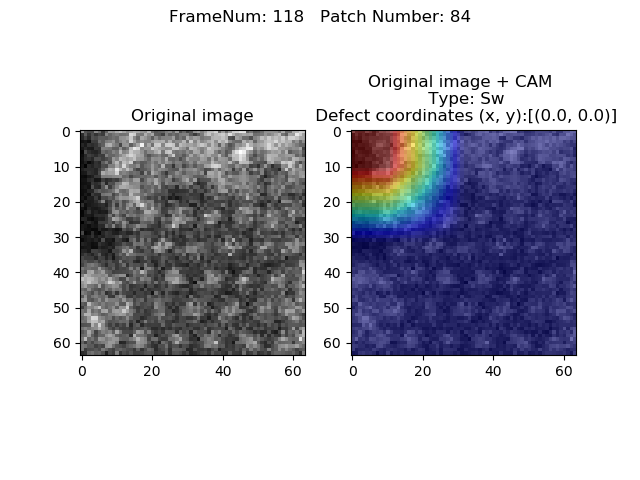 FrameNum: 118   Patch Number: 84
Original image
Original image + CAM
Type: Sw
Defect coordinates (x, y):[(0.0, 0.0)]
0
10
20
30
40
50
60
0 20 40 60
0
10
20
30
40
50
60
0 20 40 60